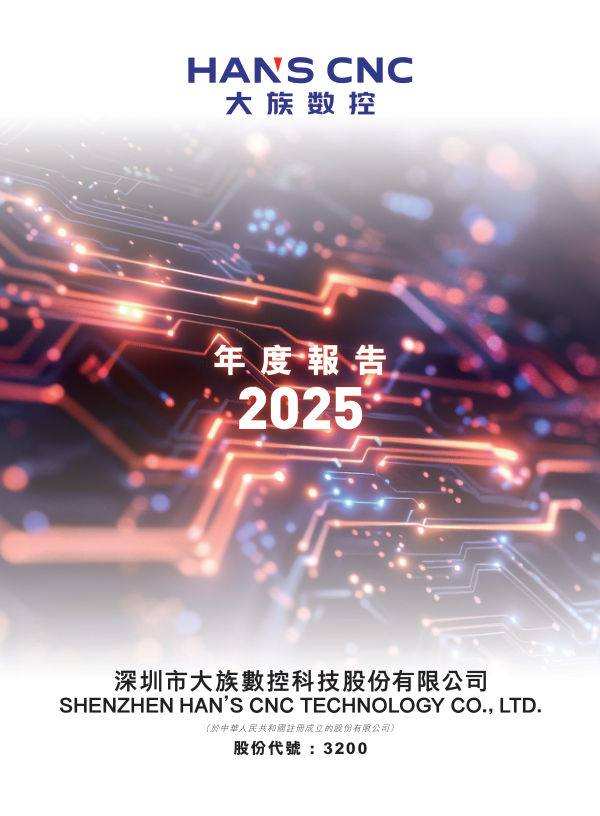 HAN'S CNC
大族数控
年度報告
2025
深圳市大族數控科技股份有限公司
SHENZHEN HAN'S CNC TECHNOLOGY CO., LTD.
（於中華人民共和國註冊成立的股份有限公司）
股份代號：3200